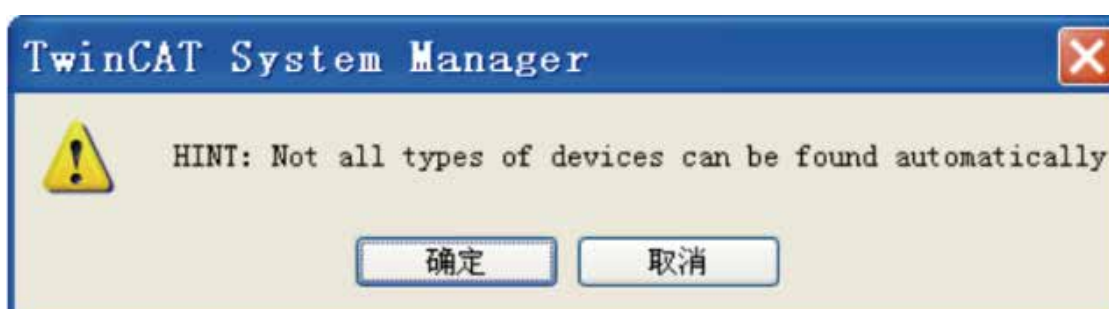 TwinCAT System Manager
HINT: Not all types of devices can be found automatically
确定 取消